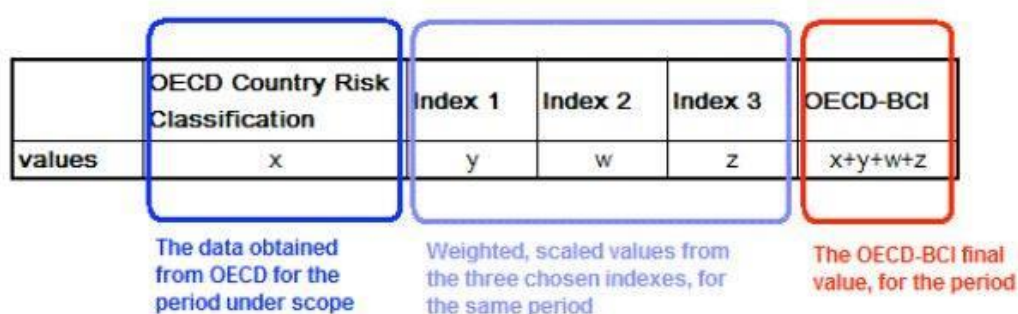 OECD Country Risk
Classification
Index 1
Index 2
Index 3
OECD-BCI
values
x
y
w
z
x+y+w+z
The data obtained
from OECD for the
period under scope
Weighted, scaled values from
the three chosen indexes, for
the same period
The OECD-BCI final
value, for the period